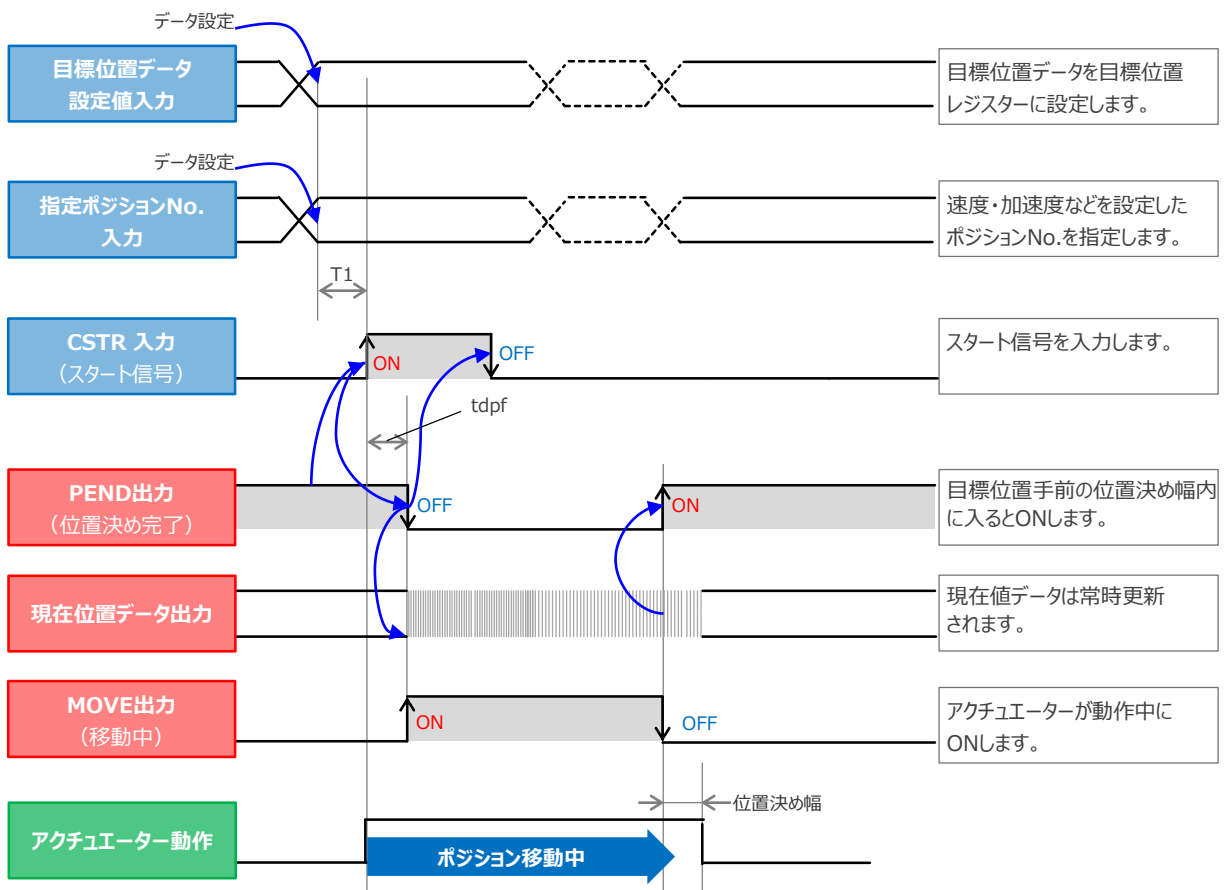 データ設定
目標位置データ
設定値入力
目標位置データを目標位置
レジスターに設定します。
データ設定
指定ポジションNo.
入力
速度・加速度などを設定した
ポジションNo.を指定します。
T1
CSTR 入力
（スタート信号）
ON
OFF
スタート信号を入力します。
tdpf
PEND出力
（位置決め完了）
OFF
ON
目標位置手前の位置決め幅内
に入るとONします。
現在位置データ出力
現在値データは常時更新
されます。
MOVE出力
（移動中）
ON
OFF
アクチュエーターが動作中に
ONします。
位置決め幅
アクチュエーター動作
ポジション移動中